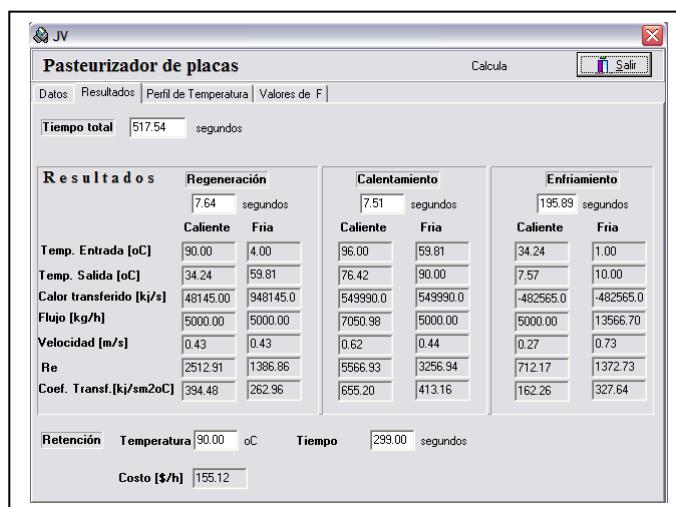 JV
Pasteurizador de placas Calcula Salir
Datos Resultados Perfil de Temperatura Valores de F
Tiempo total 517.54 segundos
Resultados Regeneración Calentamiento Enfriamiento
7.64 segundos 7.51 segundos 195.89 segundos
Caliente Fria Caliente Fria Caliente Fria
Temp. Entrada [oC] 90.00 4.00 96.00 59.81 34.24 1.00
Temp. Salida [oC] 34.24 59.81 76.42 90.00 7.57 10.00
Calor transferido [kj/s] 48145.00 948145.0 549990.0 549990.0 -482565.0 -482565.0
Flujo [kg/h] 5000.00 5000.00 7050.98 5000.00 5000.00 13566.70
Velocidad [m/s] 0.43 0.43 0.62 0.44 0.27 0.73
Re 2512.91 1386.86 5566.93 3256.94 712.17 1372.73
Coef. Transf.[kj/sm2oC] 394.48 262.96 655.20 413.16 162.26 327.64
Retención Temperatura 90.00 oC Tiempo 299.00 segundos
Costo [$/h] 155.12